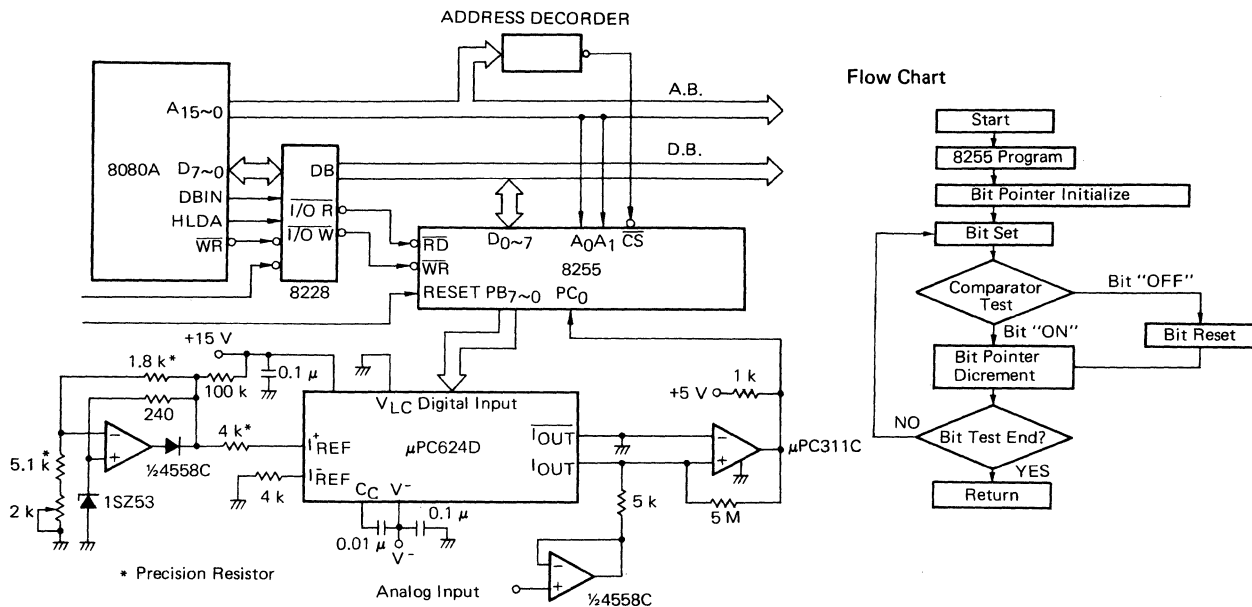 ADDRESS DECORDER
Flow Chart
A15~0
A.B.
Start
8255 Program
8080A
D7~0
DB
D.B.
DBIN
I/O R
HLDA
I/O W
WR
Bit Pointer Initialize
Bit Set
D0~7
A0A1
CS
RD
8255
WR
8228
RESET
PB7~0
PC0
Comparator
Test
Bit "OFF"
Bit "ON"
Bit Reset
Bit Pointer
Dicrement
NO
Bit Test End?
YES
Return
+15 V
1.8 k*
0.1 μ
100 k
240
VLC
Digital Input
+5 V
1 k
4 k*
I+REF
μPC624D
IOUT
μPC311C
−
+
½4558C
5.1 k*
I-REF
IOUT
−
+
1SZ53
4 k
CC
V-
2 k
5 k
5 M
0.1 μ
0.01 μ
V-
* Precision Resistor
Analog Input
−
+
½4558C